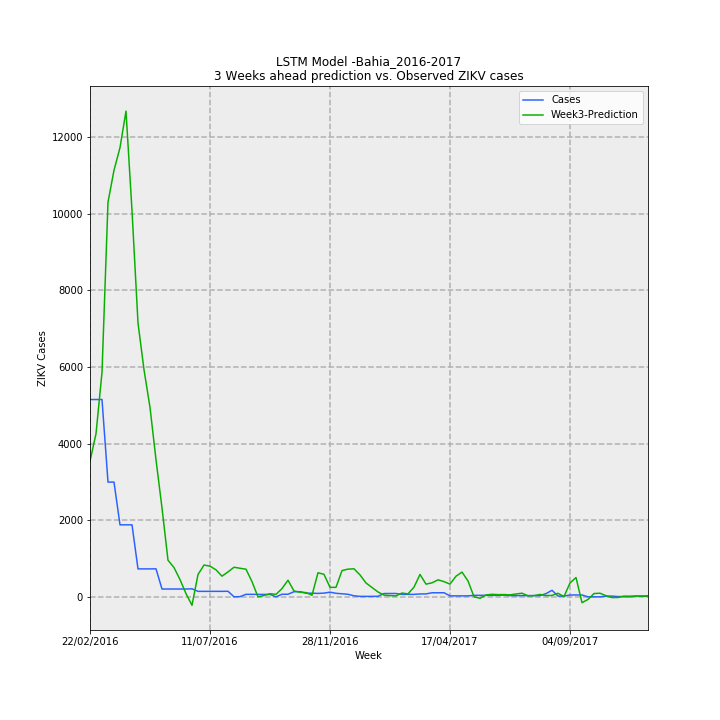 LSTM Model -Bahia_2016-2017
3 Weeks ahead prediction vs. Observed ZIKV cases
Cases
Week3-Prediction
12000
10000
8000
6000
4000
2000
0
ZIKV Cases
22/02/2016
11/07/2016
28/11/2016
17/04/2017
04/09/2017
Week